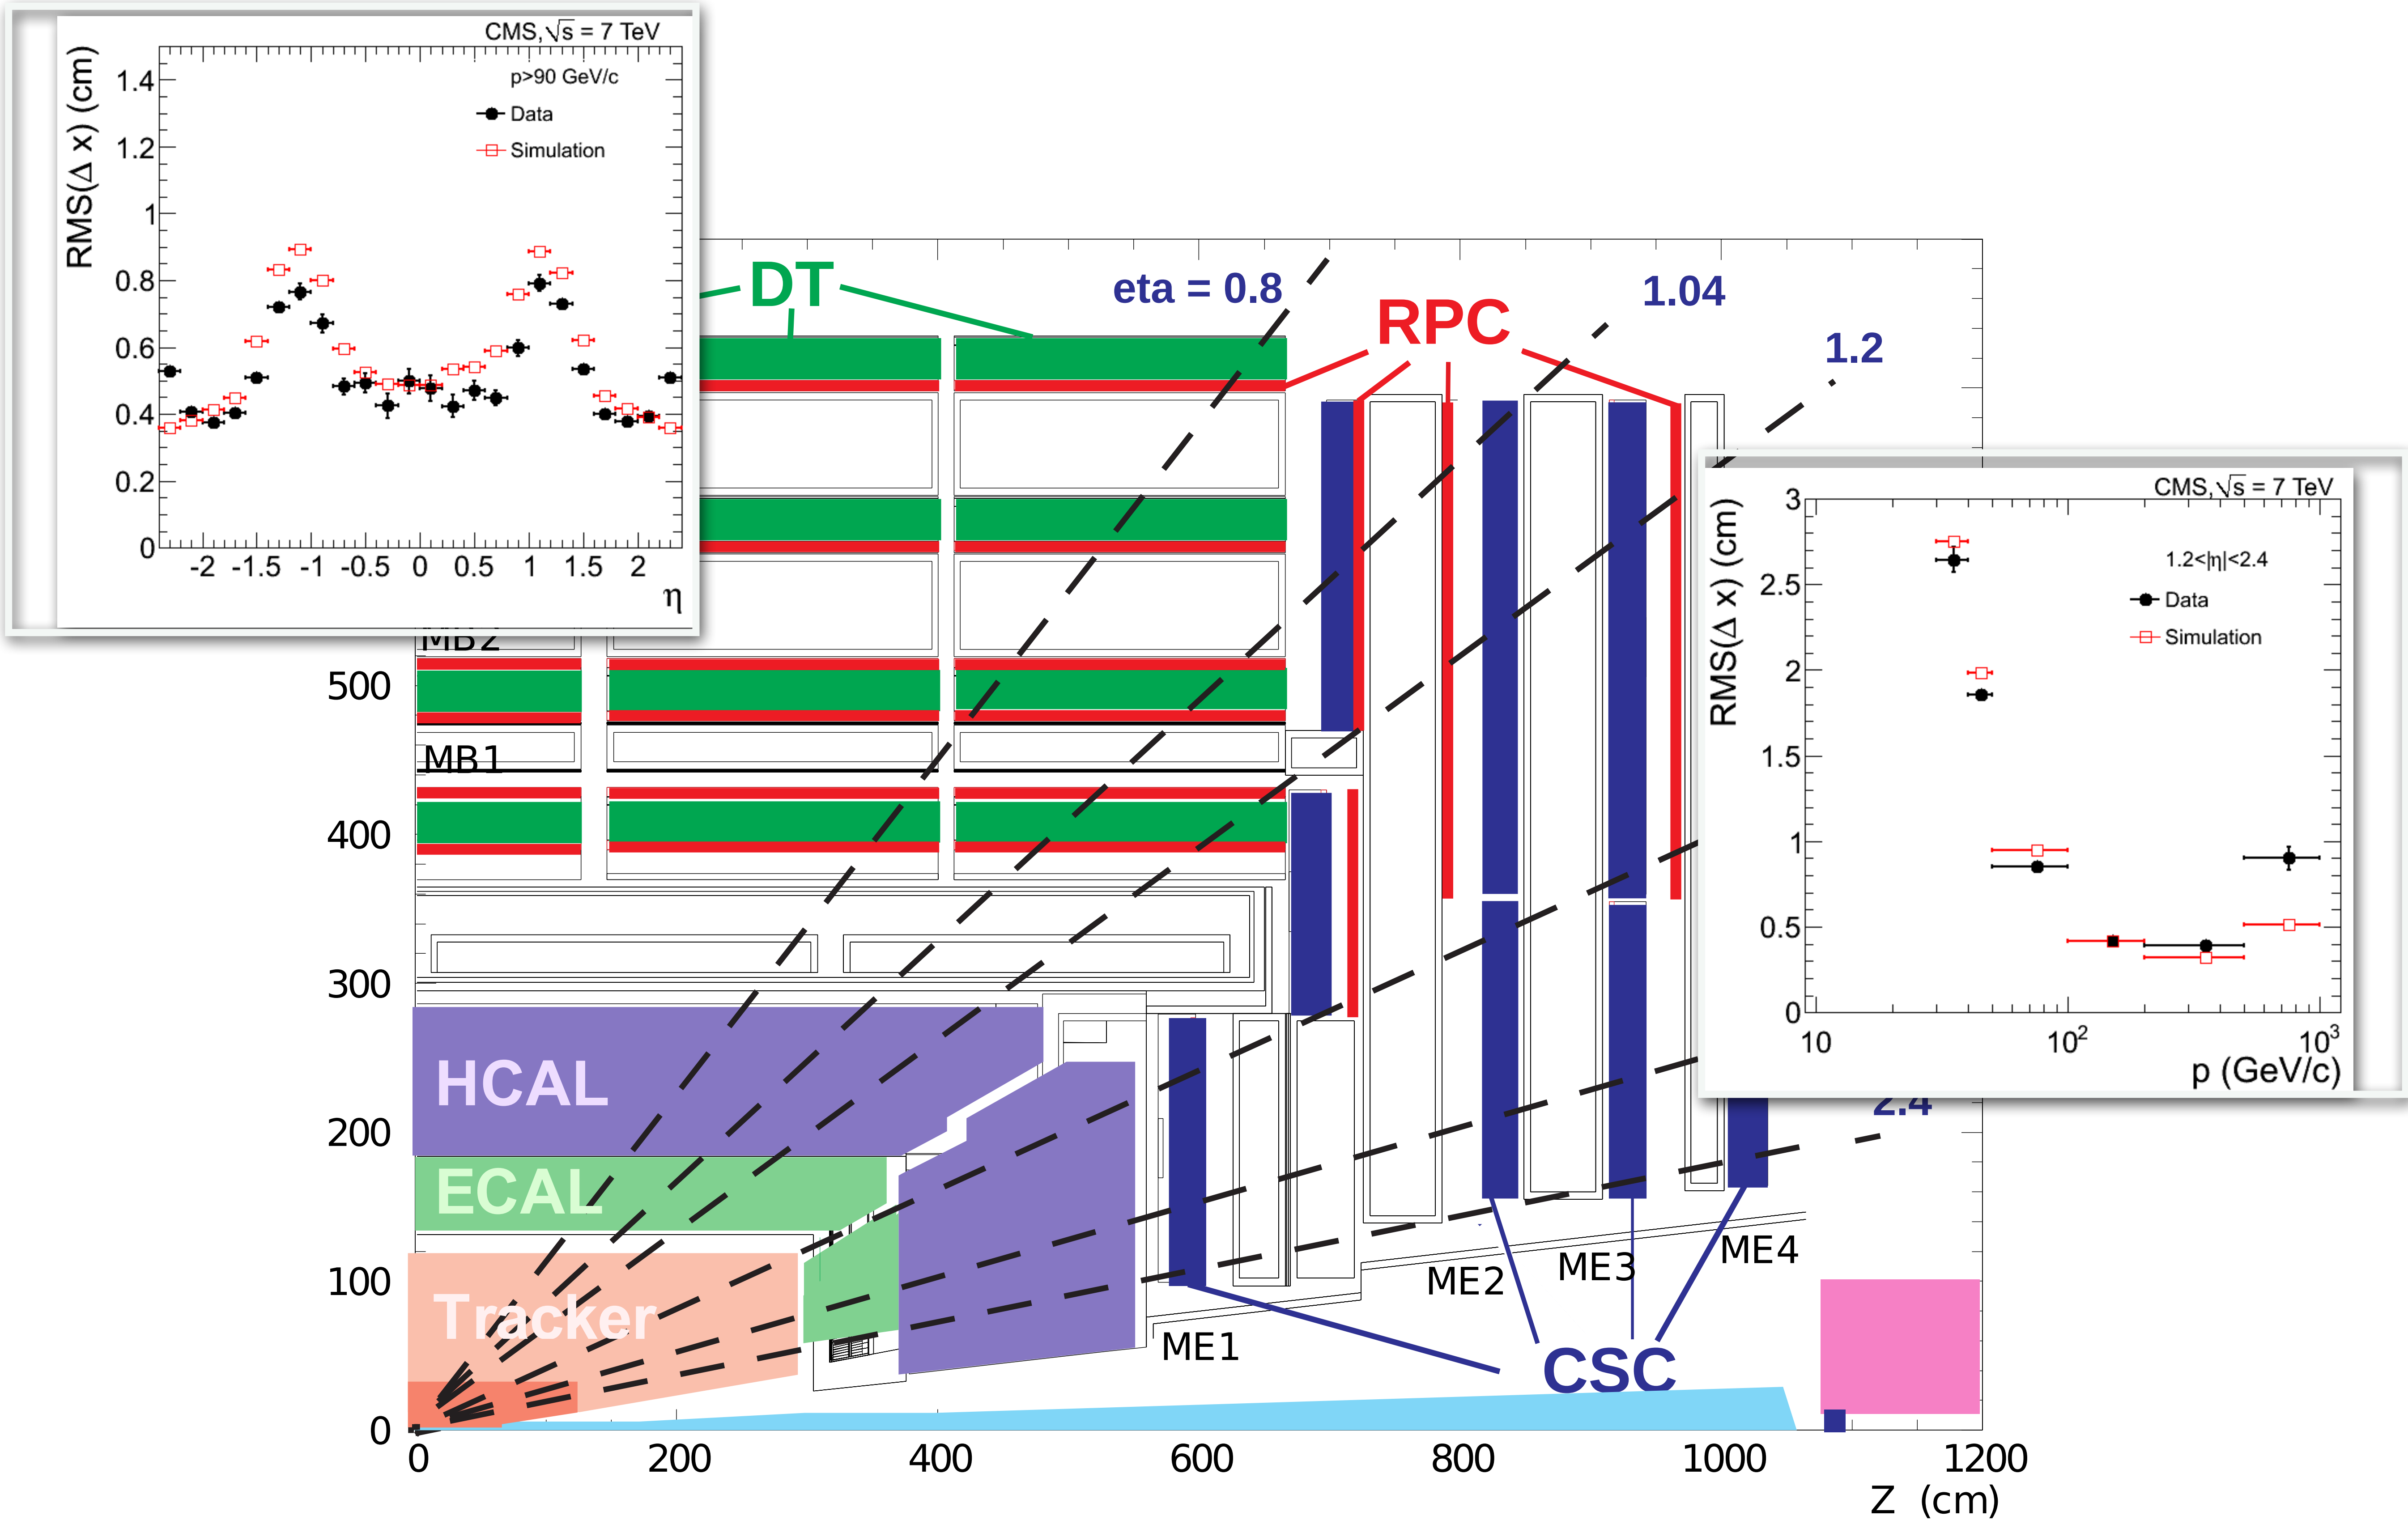 CMS, √s = 7 TeV
p>90 GeV/c
Data
Simulation
RMS(Δ x) (cm)
1.4
1.2
1
0.8
0.6
0.4
0.2
0
-2 -1.5 -1 -0.5 0 0.5 1 1.5 2
η
DT
eta = 0.8
RPC
1.04
1.2
CMS, √s = 7 TeV
1.2<|η|<2.4
Data
Simulation
RMS(Δ x) (cm)
3
2.5
2
1.5
1
0.5
0
10 10² 10³
p (GeV/c)
2.4
MB2
500
MB1
400
300
HCAL
200
ECAL
100
Tracker
0
ME1
ME2
ME3
ME4
CSC
0 200 400 600 800 1000 1200
Z (cm)